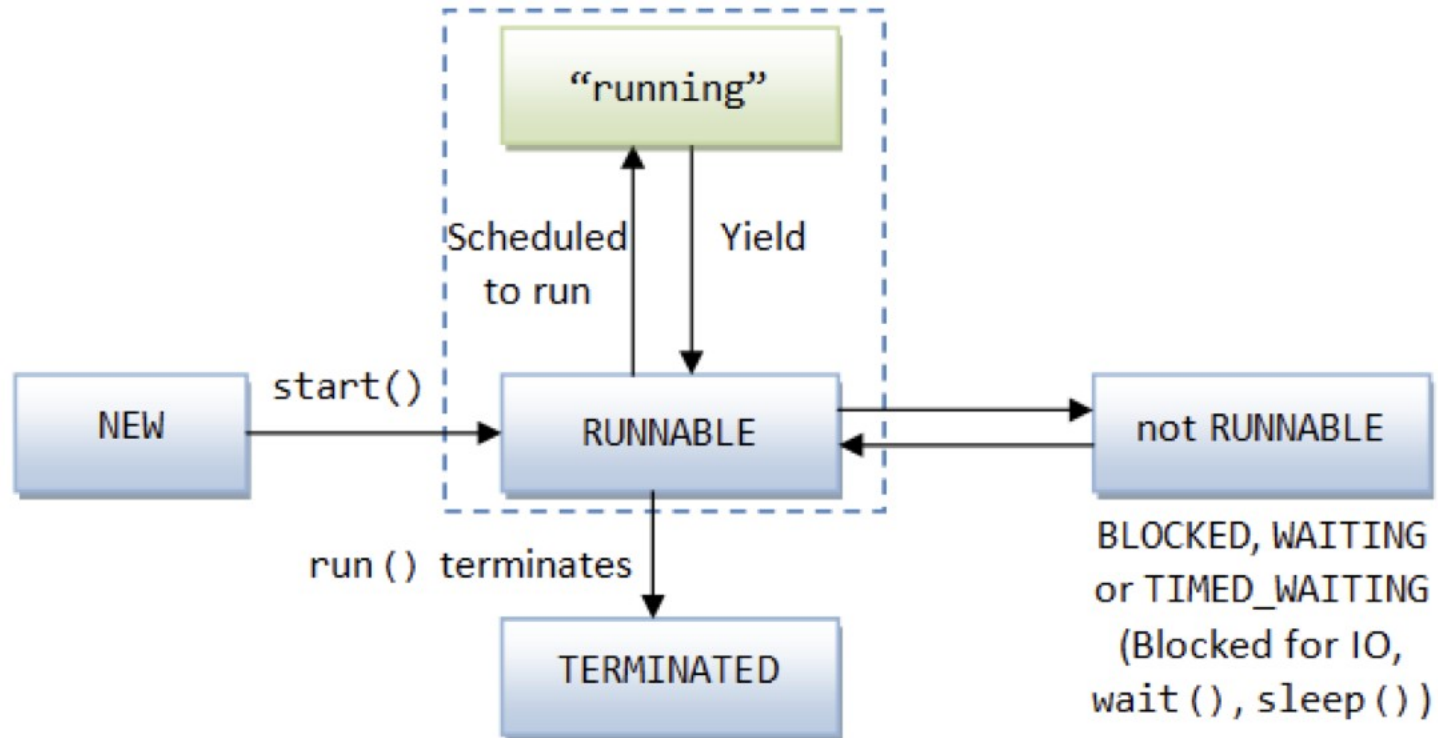 “running”
Scheduled
to run
Yield
start()
NEW
RUNNABLE
not RUNNABLE
run() terminates
BLOCKED, WAITING
or TIMED_WAITING
(Blocked for IO,
wait(), sleep())
TERMINATED